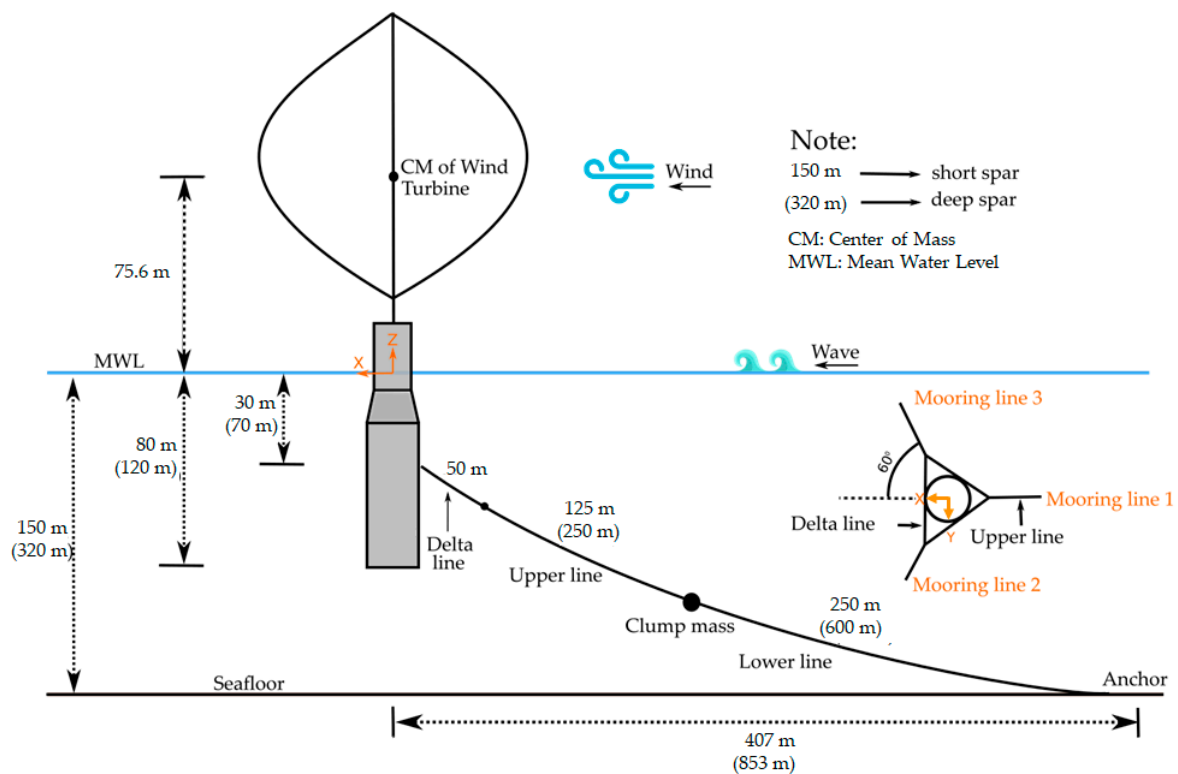 CM of Wind
Turbine
Wind
Note:
150 m
short spar
(320 m)
deep spar
CM: Center of Mass
MWL: Mean Water Level
75.6 m
MWL
X
Z
Wave
30 m
(70 m)
80 m
(120 m)
150 m
(320 m)
50 m
125 m
(250 m)
Delta
line
Upper line
Clump mass
250 m
(600 m)
Lower line
Mooring line 3
60°
X
Mooring line 1
Delta line
Y
Upper line
Mooring line 2
Seafloor
Anchor
407 m
(853 m)